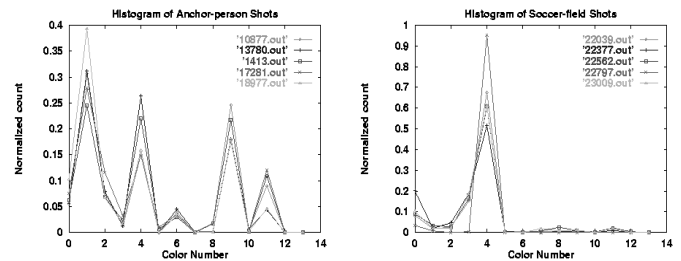 Histogram of Anchor-person Shots
Normalized count
0.4
0.35
0.3
0.25
0.2
0.15
0.1
0.05
0
'10877.out'
'13780.out'
'1413.out'
'17281.out'
'18977.out'
0 2 4 6 8 10 12 14
Color Number
Histogram of Soccer-field Shots
Normalized count
1
0.9
0.8
0.7
0.6
0.5
0.4
0.3
0.2
0.1
0
'22039.out'
'22377.out'
'22562.out'
'22797.out'
'23009.out'
0 2 4 6 8 10 12 14
Color Number